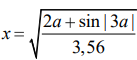 x = √((2a + sin|3a|) / 3,56)